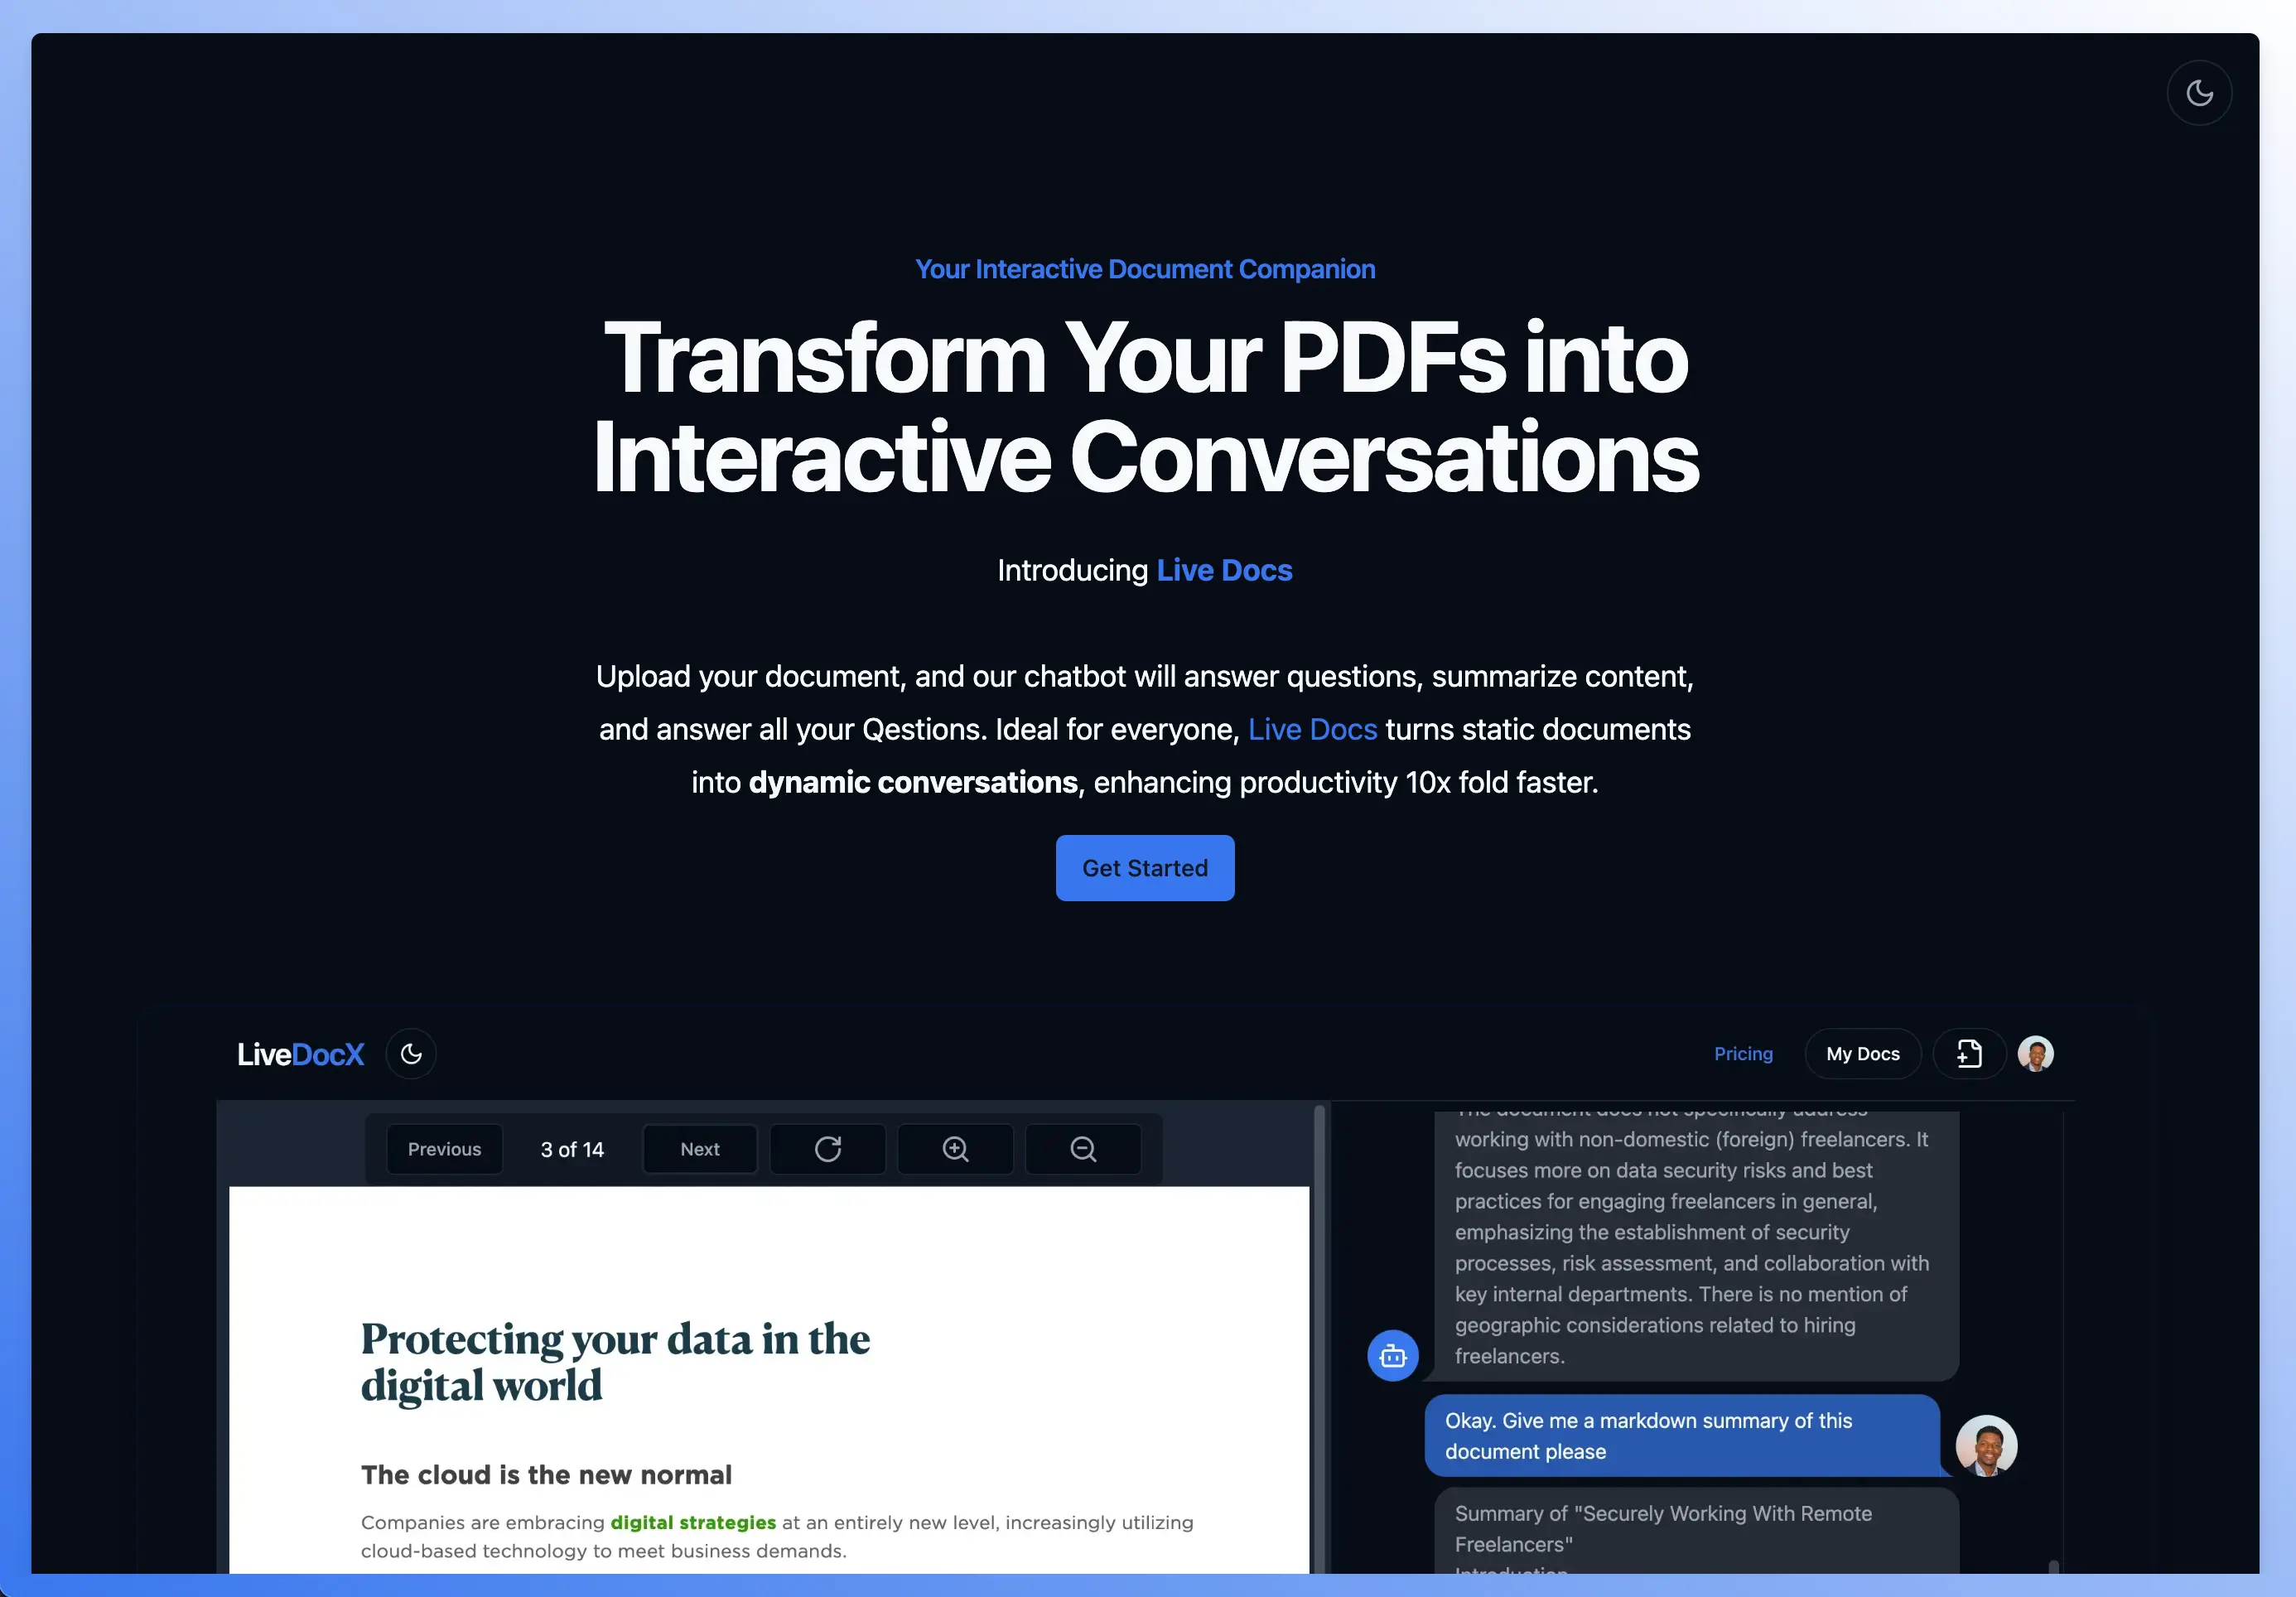 Your Interactive Document Companion
Transform Your PDFs into
Interactive Conversations
Introducing Live Docs
Upload your document, and our chatbot will answer questions, summarize content,
and answer all your Qestions. Ideal for everyone, Live Docs turns static documents
into dynamic conversations, enhancing productivity 10x fold faster.
Get Started
LiveDocX
Pricing
My Docs
Previous
3 of 14
Next
Protecting your data in the
digital world
The cloud is the new normal
Companies are embracing digital strategies at an entirely new level, increasingly utilizing
cloud-based technology to meet business demands.
The document does not specifically address
working with non-domestic (foreign) freelancers. It
focuses more on data security risks and best
practices for engaging freelancers in general,
emphasizing the establishment of security
processes, risk assessment, and collaboration with
key internal departments. There is no mention of
geographic considerations related to hiring
freelancers.
Okay. Give me a markdown summary of this
document please
Summary of "Securely Working With Remote
Freelancers"
Introduction